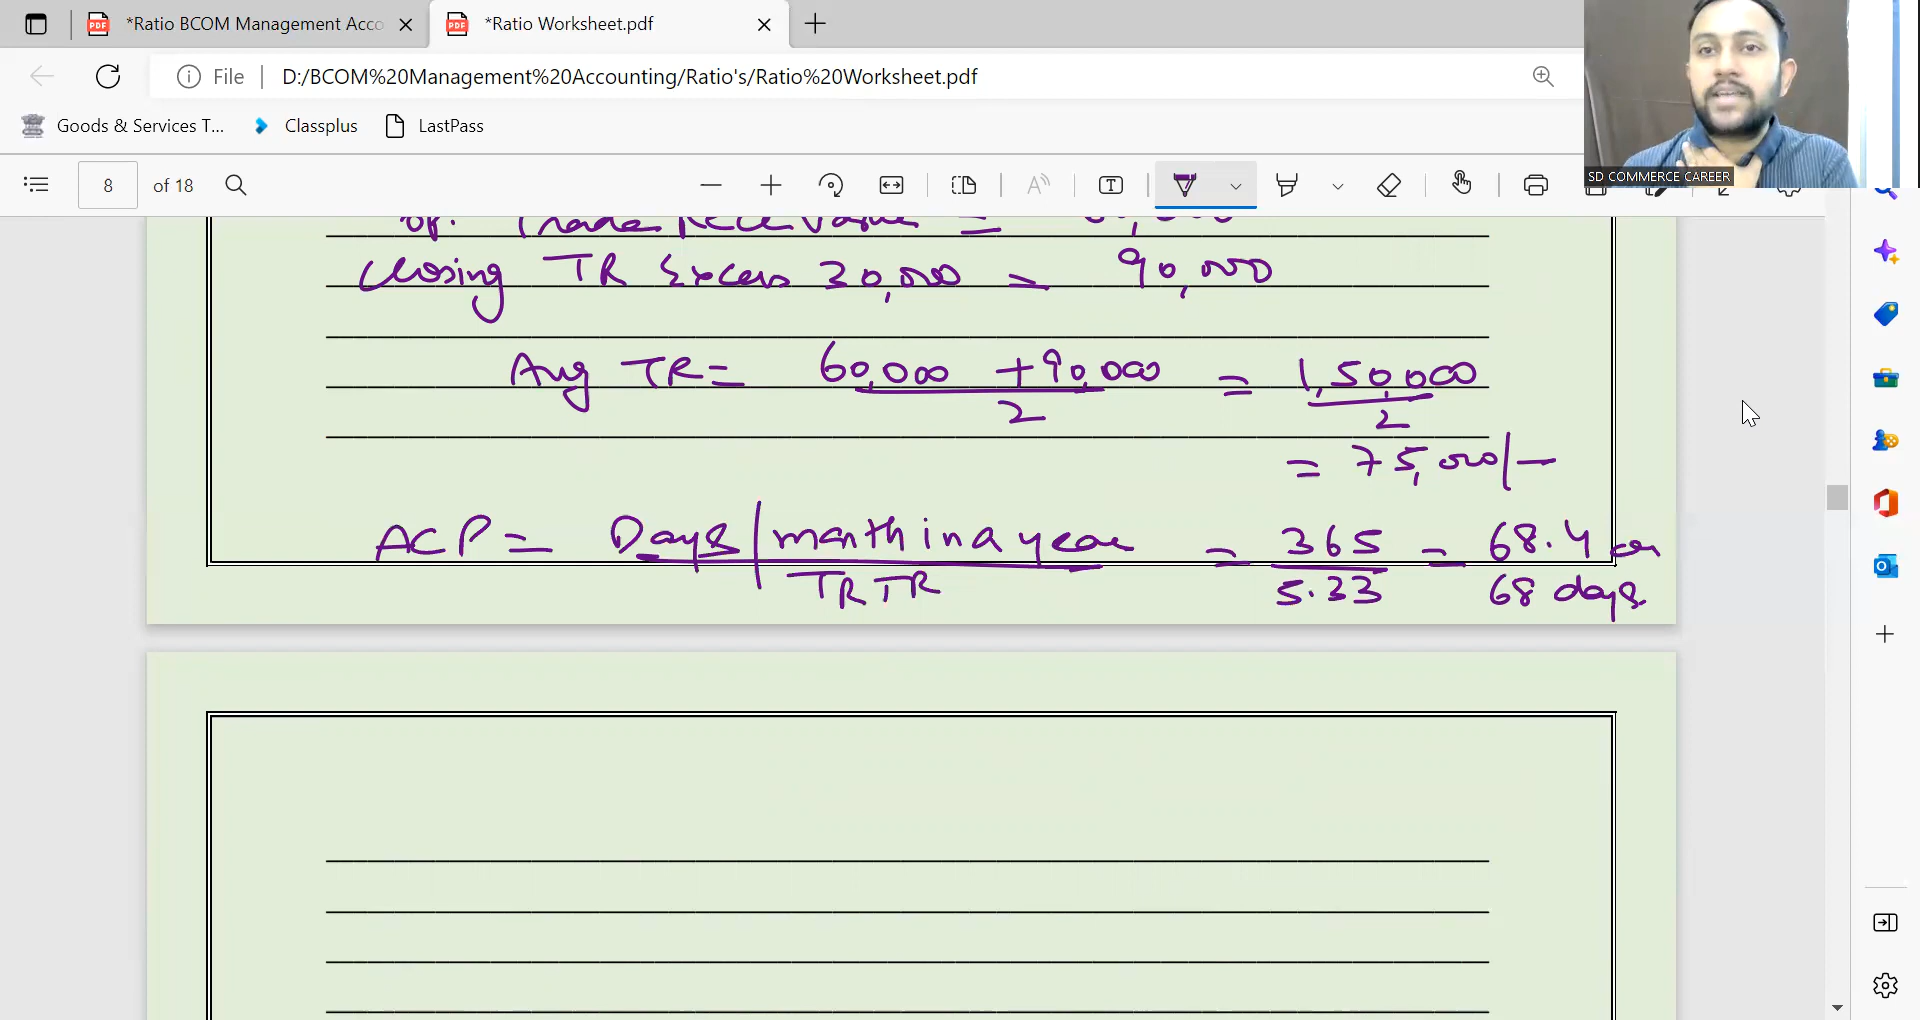 *Ratio BCOM Management Acco
*Ratio Worksheet.pdf
File
D:/BCOM%20Management%20Accounting/Ratio's/Ratio%20Worksheet.pdf
Goods & Services T...
Classplus
LastPass
SD COMMERCE CAREER
8 of 18
op. Trade Receivable =
Closing TR Excess 30,000 = 90,000
Avg TR = 60,000 + 90,000 = 1,50,000
2 2
= 75,000/-
ACP = Days/month in a year = 365 = 68.4 or
TRTR 5.33 68 days